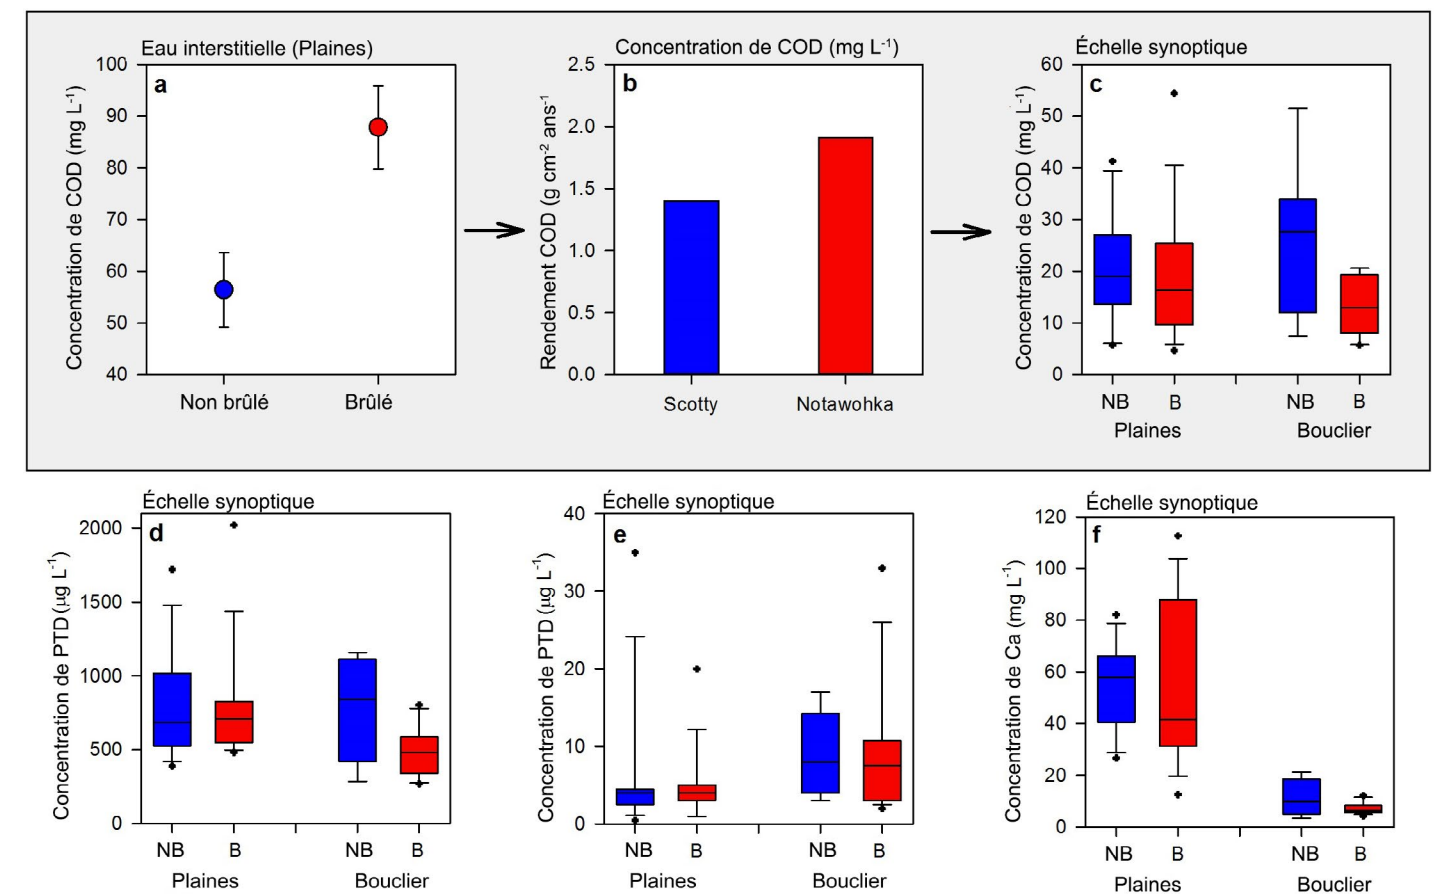 Eau interstitielle (Plaines)
a
Concentration de COD (mg L-1)
100
90
80
70
60
50
40
Non brûlé
Brûlé
Concentration de COD (mg L-1)
b
Rendement COD (g cm-2 ans-1
2.5
2.0
1.5
1.0
0.5
0.0
Scotty
Notawohka
Échelle synoptique
c
Concentration de COD (mg L-1)
60
50
40
30
20
10
0
NB B NB B
Plaines Bouclier
Échelle synoptique
d
Concentration de PTD (µg L-1)
2000
1500
1000
500
0
NB B NB B
Plaines Bouclier
Échelle synoptique
e
Concentration de PTD (µg L-1)
40
30
20
10
0
NB B NB B
Plaines Bouclier
Échelle synoptique
f
Concentration de Ca (mg L-1)
120
100
80
60
40
20
0
NB B NB B
Plaines Bouclier